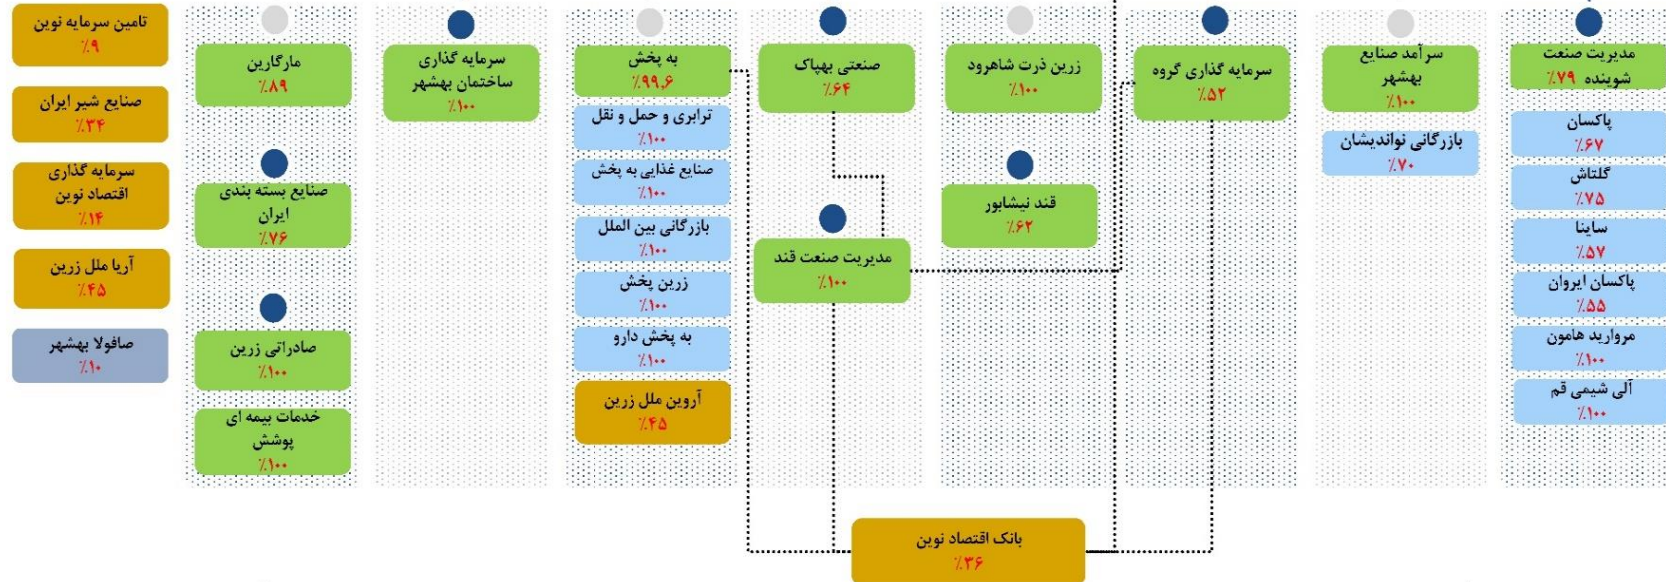 مدیریت صنعت
شوینده ٪۷۹
پاکسان
٪۶۷
گلتاش
٪۷۵
ساینا
٪۵۷
پاکسان ایروان
٪۵۵
مروارید هامون
٪۱۰۰
آلی شیمی قم
٪۱۰۰
سرآمد صنایع
بهشهر
٪۱۰۰
بازرگانی نواندیشان
٪۷۰
سرمایه گذاری گروه
٪۵۲
زرین ذرت شاهرود
٪۱۰۰
قند نیشابور
٪۶۲
صنعتی بهپاک
٪۶۴
مدیریت صنعت قند
٪۱۰۰
به پخش
٪۹۹,۶
ترابری و حمل و نقل
٪۱۰۰
صنایع غذایی به پخش
٪۱۰۰
بازرگانی بین الملل
٪۱۰۰
زرین پخش
٪۱۰۰
به پخش دارو
٪۱۰۰
آروین ملل زرین
٪۴۵
سرمایه گذاری
ساختمان بهشهر
٪۱۰۰
مارگارین
٪۸۹
صنایع بسته بندی
ایران
٪۷۶
صادراتی زرین
٪۱۰۰
خدمات بیمه ای
پوشش
٪۱۰۰
تامین سرمایه نوین
٪۹
صنایع شیر ایران
٪۳۴
سرمایه گذاری
اقتصاد نوین
٪۱۴
آریا ملل زرین
٪۴۵
صافولا بهشهر
٪۱۰
بانک اقتصاد نوین
٪۳۶